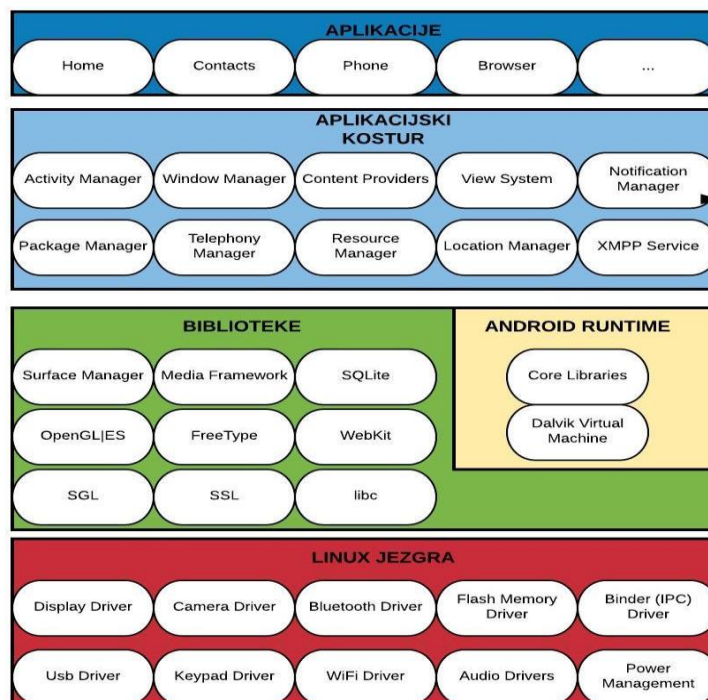 APLIKACIJE
Home
Contacts
Phone
Browser
...
APLIKACIJSKI
KOSTUR
Activity Manager
Window Manager
Content Providers
View System
Notification
Manager
Package Manager
Telephony
Manager
Resource
Manager
Location Manager
XMPP Service
BIBLIOTEKE
Surface Manager
Media Framework
SQLite
OpenGL|ES
FreeType
WebKit
SGL
SSL
libc
ANDROID RUNTIME
Core Libraries
Dalvik Virtual
Machine
LINUX JEZGRA
Display Driver
Camera Driver
Bluetooth Driver
Flash Memory
Driver
Binder (IPC)
Driver
Usb Driver
Keypad Driver
WiFi Driver
Audio Drivers
Power
Management